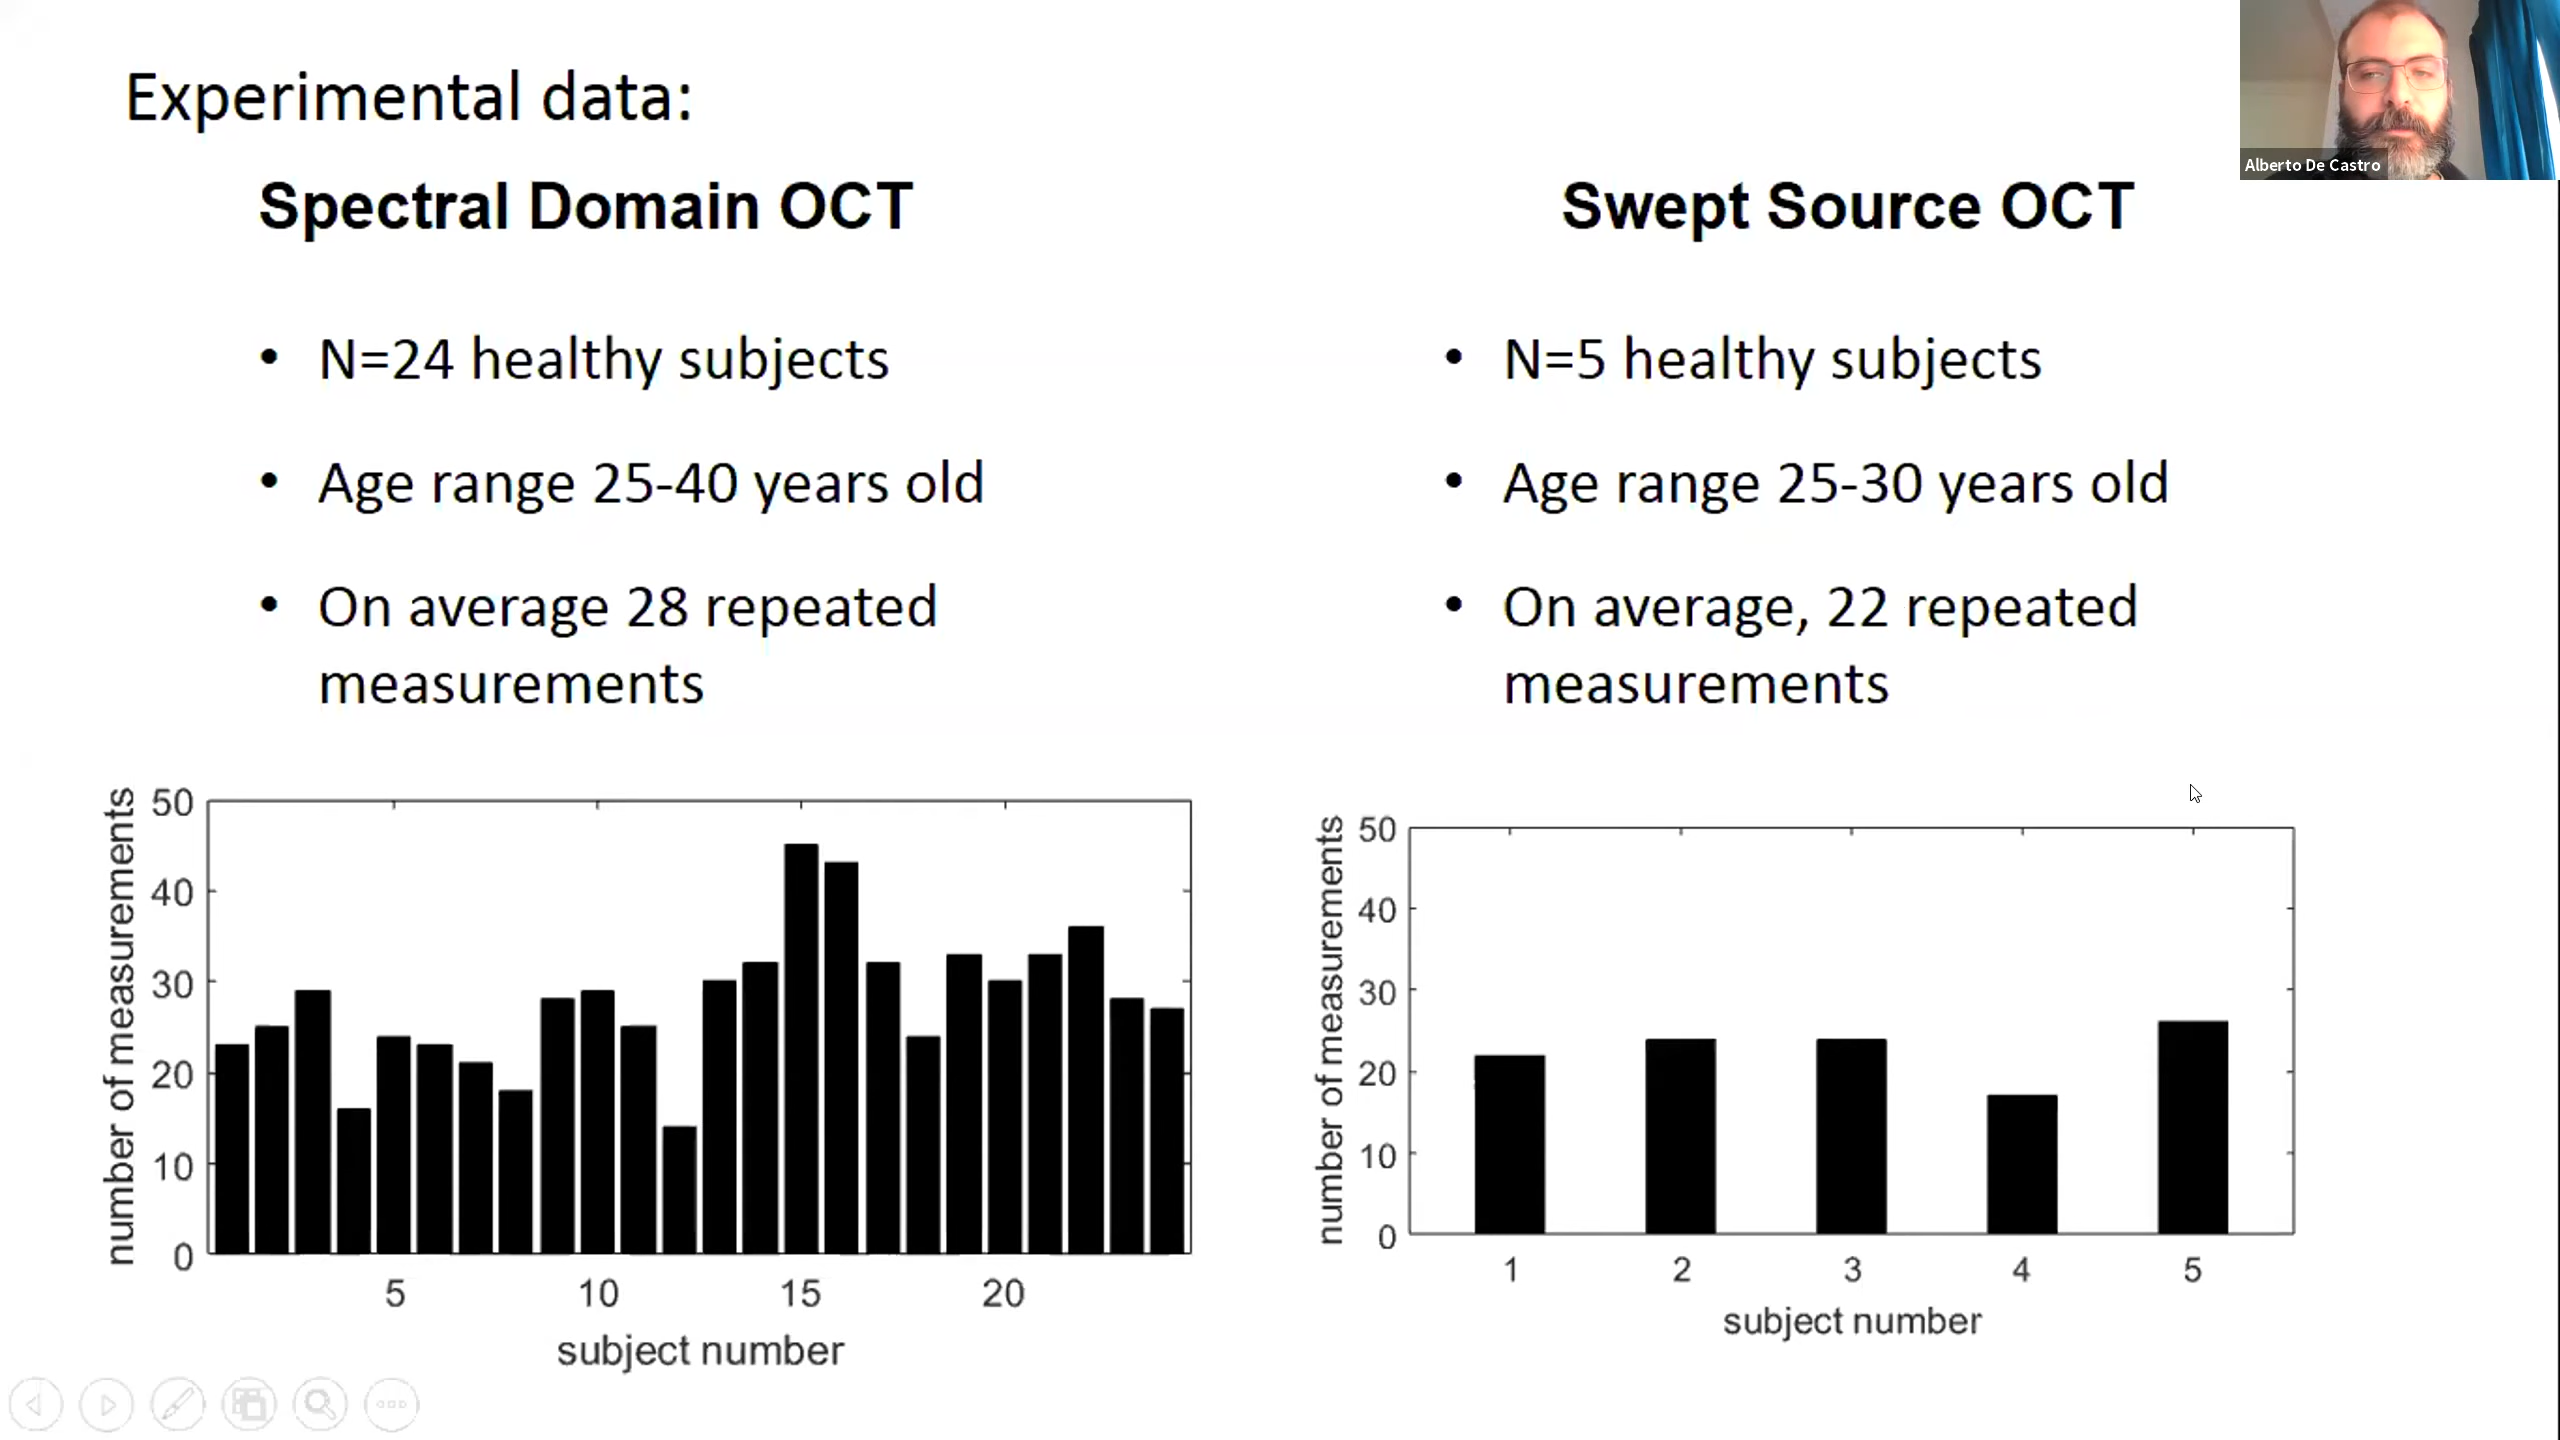 Experimental data:
Alberto De Castro
Spectral Domain OCT
• N=24 healthy subjects
• Age range 25-40 years old
• On average 28 repeated
measurements
Swept Source OCT
• N=5 healthy subjects
• Age range 25-30 years old
• On average, 22 repeated
measurements
number of measurements
50
40
30
20
10
0
5 10 15 20
subject number
number of measurements
50
40
30
20
10
0
1 2 3 4 5
subject number